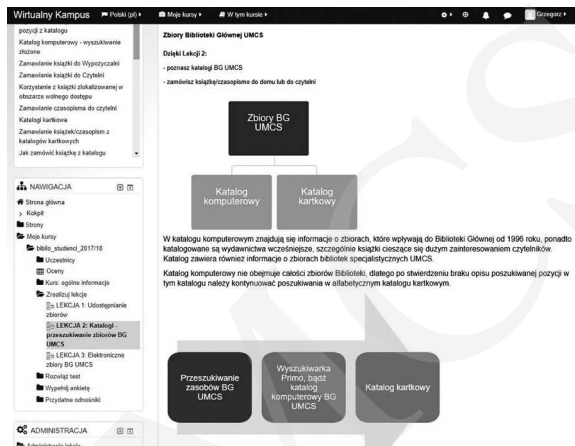 Wirtualny Kampus
Polski (pl)
Moje kursy
W tym kursie
Grzegorz
pozycji z katalogu
Katalog komputerowy - wyszukiwanie
złożone
Zamawianie książki do Wypożyczalni
Zamawianie książki do Czytelni
Korzystanie z książki zlokalizowanej w
obszarze wolnego dostępu
Zamawianie czasopisma do czytelni
Katalogi kartkowe
Zamawianie książek/czasopism z
katalogów kartkowych
Jak zamówić książkę z katalogu
NAWIGACJA
Strona główna
Kokpit
Strony
Moje kursy
biblio_studenci_2017/18
Uczestnicy
Oceny
Kurs: ogólne informacje
Zrealizuj lekcje
LEKCJA 1: Udostępnianie
zbiorów
LEKCJA 2: Katalogi -
przeszukiwanie zbiorów BG
UMCS
LEKCJA 3: Elektroniczne
zbiory BG UMCS
Rozwiąż test
Wypełnij ankietę
Przydatne odnośniki
ADMINISTRACJA
Administracja lekcją
Zbiory Biblioteki Głównej UMCS
Dzięki Lekcji 2:
- poznasz katalogi BG UMCS
- zamówisz książkę/czasopismo do domu lub do czytelni
Zbiory BG
UMCS
Katalog
komputerowy
Katalog
kartkowy
W katalogu komputerowym znajdują się informacje o zbiorach, które wpływają do Biblioteki Głównej od 1996 roku, ponadto
katalogowane są wydawnictwa wcześniejsze, szczególnie książki cieszące się dużym zainteresowaniem czytelników.
Katalog zawiera również informacje o zbiorach bibliotek specjalistycznych UMCS.
Katalog komputerowy nie obejmuje całości zbiorów Biblioteki, dlatego po stwierdzeniu braku opisu poszukiwanej pozycji w
tym katalogu należy kontynuować poszukiwania w alfabetycznym katalogu kartkowym.
Przeszukiwanie
zasobów BG
UMCS
Wyszukiwarka
Primo, bądź
katalog
komputerowy BG
UMCS
Katalog kartkowy